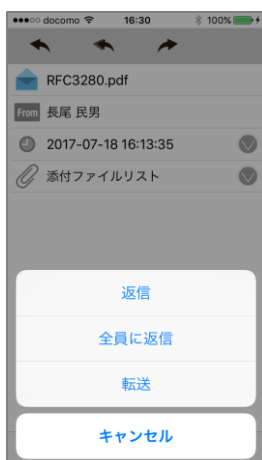 docomo 16:30 100%
RFC3280.pdf
From 長尾 民男
2017-07-18 16:13:35
添付ファイルリスト
返信
全員に返信
転送
キャンセル